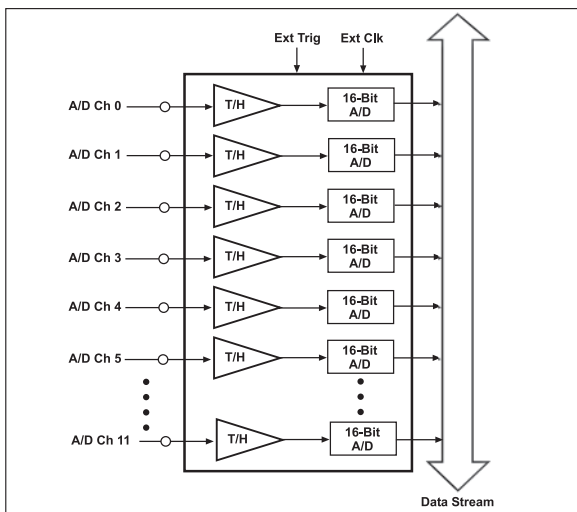 Ext Trig Ext Clk
A/D Ch 0 T/H 16-Bit
A/D
A/D Ch 1 T/H 16-Bit
A/D
A/D Ch 2 T/H 16-Bit
A/D
A/D Ch 3 T/H 16-Bit
A/D
A/D Ch 4 T/H 16-Bit
A/D
A/D Ch 5 T/H 16-Bit
A/D
A/D Ch 11 T/H 16-Bit
A/D
Data Stream